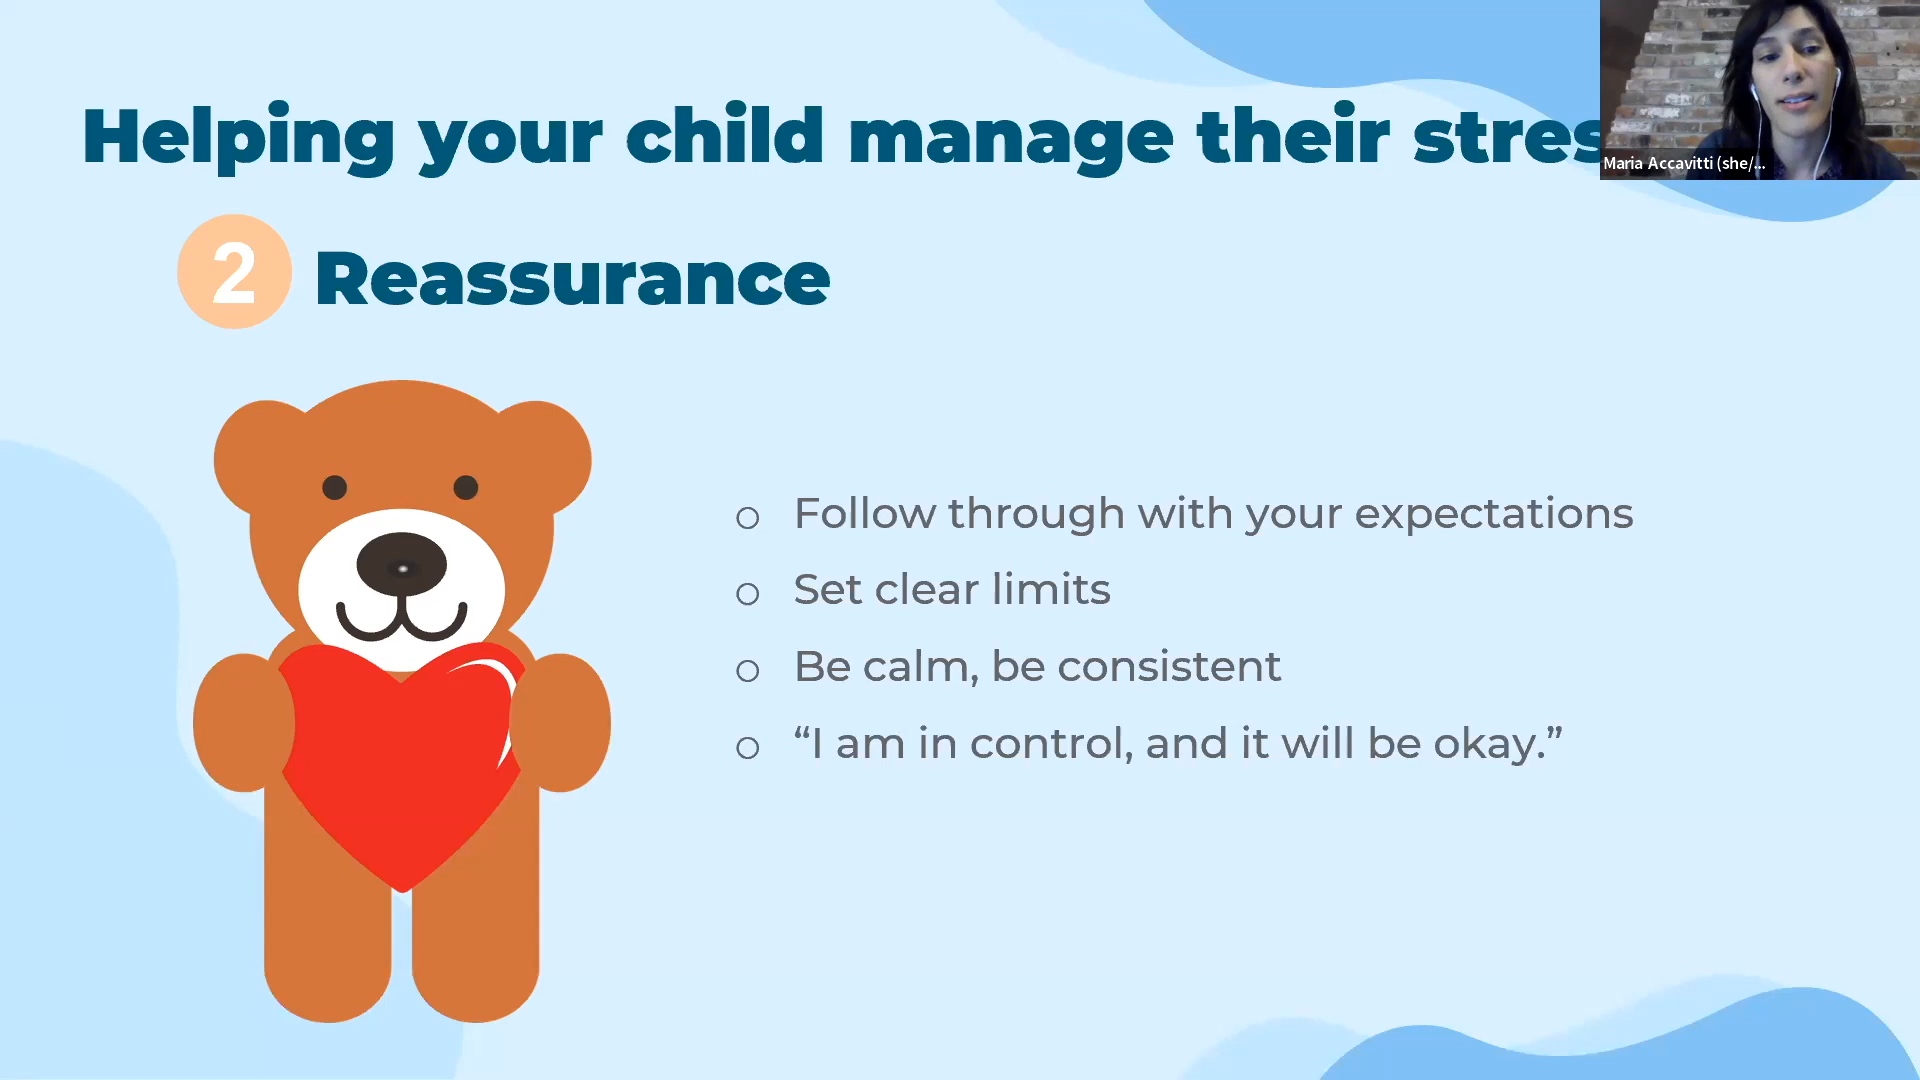 Helping your child manage their stres
Maria Accavitti (she/...
2 Reassurance
o Follow through with your expectations
o Set clear limits
o Be calm, be consistent
o “I am in control, and it will be okay.”